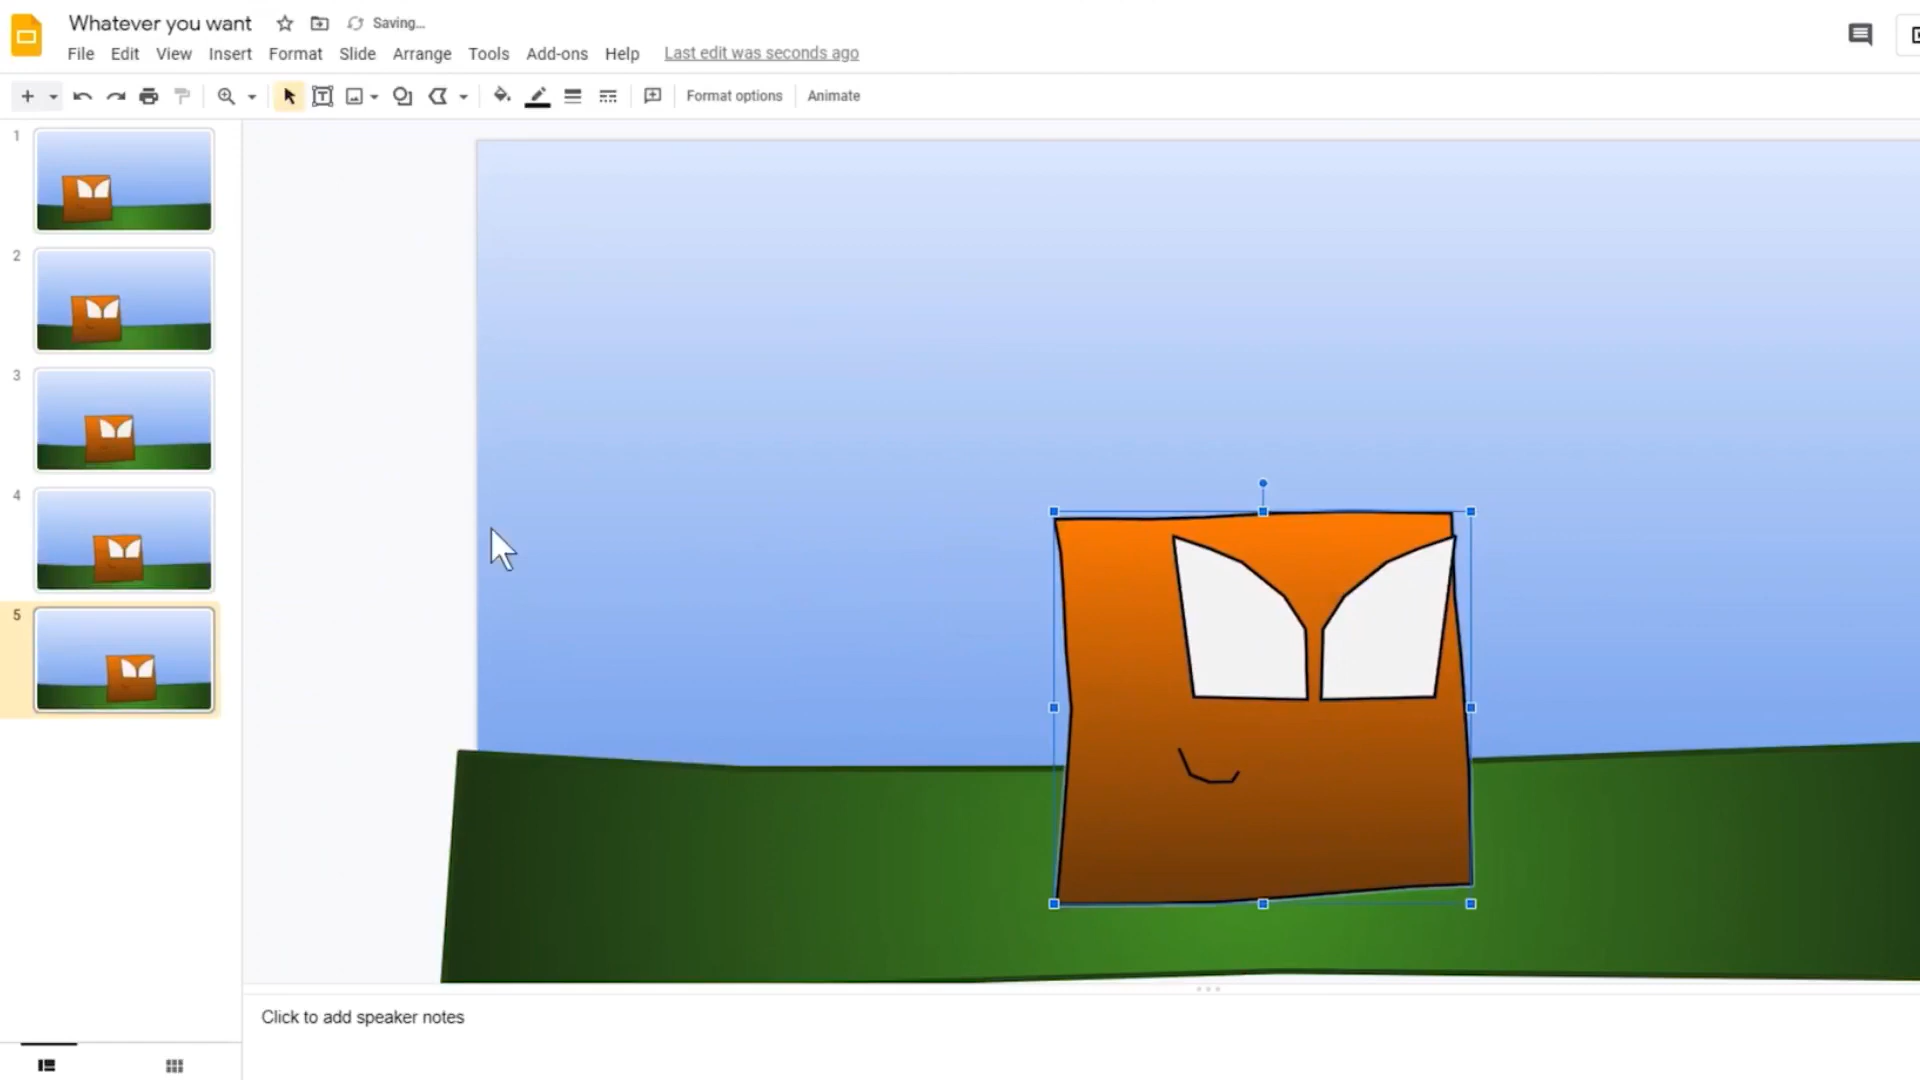 Whatever you want Saving...
File Edit View Insert Format Slide Arrange Tools Add-ons Help Last edit was seconds ago
Format options Animate
1
2
3
4
5
Click to add speaker notes